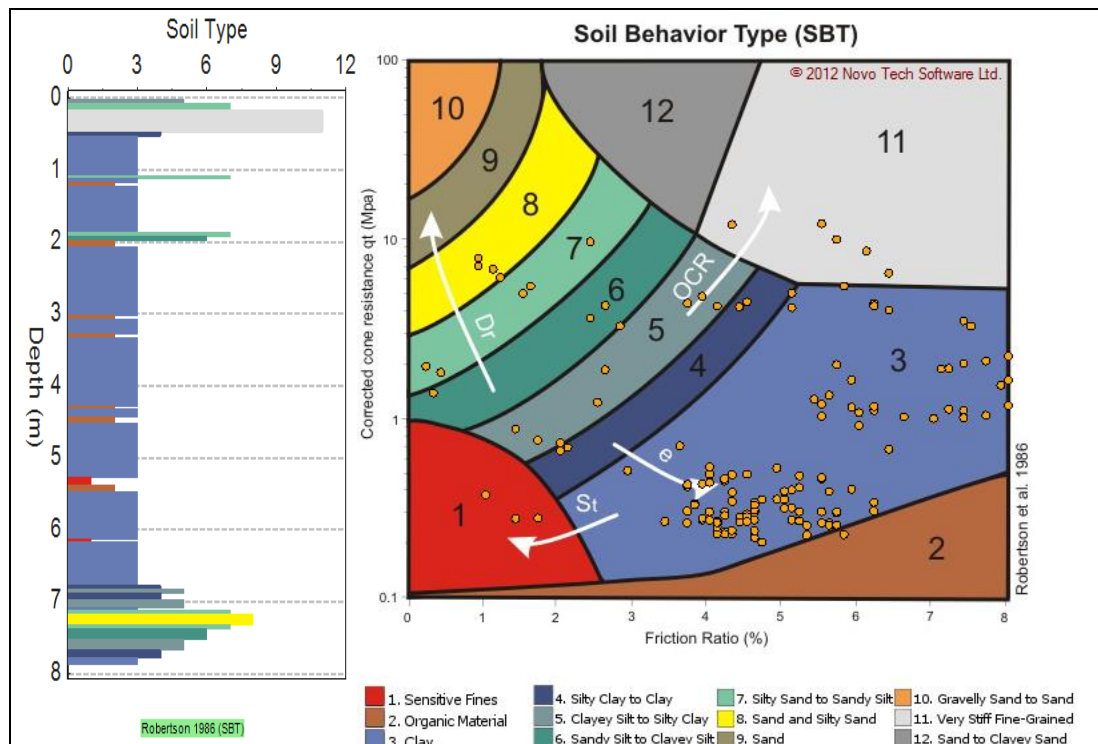 Soil Type
0 3 6 9 12
0
1
2
3
4
5
6
7
8
Depth (m)
Robertson 1986 (SBT)
Soil Behavior Type (SBT)
© 2012 Novo Tech Software Ltd.
100
10
1
0.1
Corrected cone resistance qt (Mpa)
10
9
8
7
6
5
4
12
11
3
1
2
Dr
OCR
e
St
0 1 2 3 4 5 6 7 8
Friction Ratio (%)
Robertson et al. 1986
1. Sensitive Fines
2. Organic Material
3. Clay
4. Silty Clay to Clay
5. Clayey Silt to Silty Clay
6. Sandy Silt to Clayey Silt
7. Silty Sand to Sandy Silt
8. Sand and Silty Sand
9. Sand
10. Gravelly Sand to Sand
11. Very Stiff Fine-Grained
12. Sand to Clayey Sand